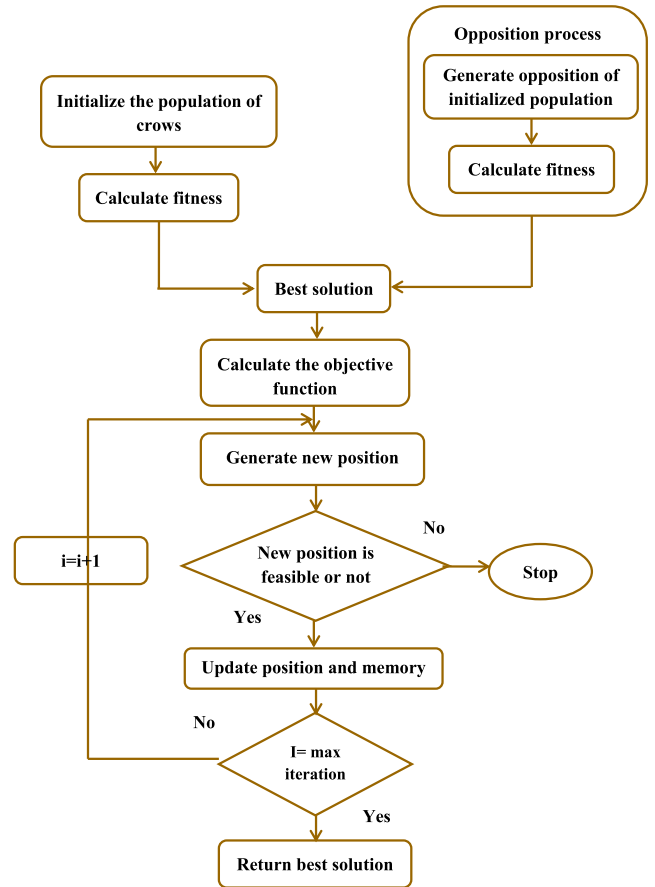 Opposition process
Generate opposition of
initialized population
Calculate fitness
Initialize the population of
crows
Calculate fitness
Best solution
Calculate the objective
function
Generate new position
No
New position is
feasible or not
Stop
i=i+1
Yes
Update position and memory
No
I= max
iteration
Yes
Return best solution